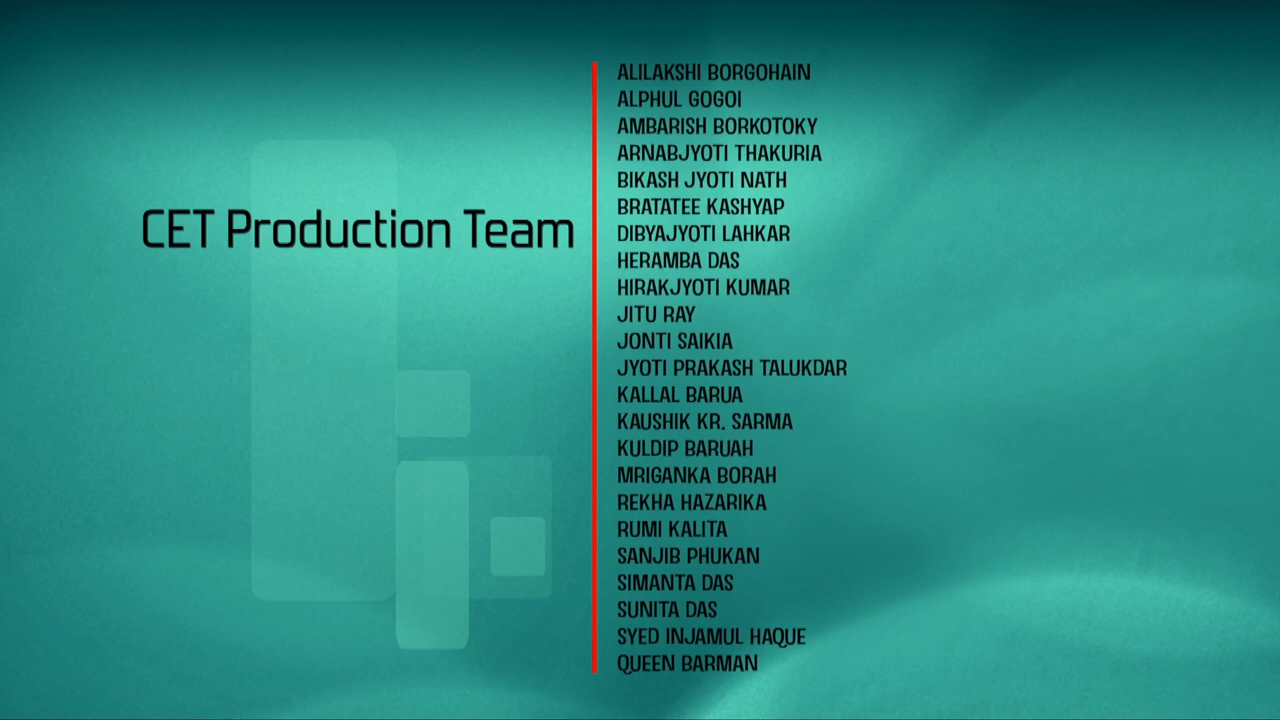 CET Production Team
ALILAKSHI BORGOHAIN
ALPHUL GOGOI
AMBARISH BORKOTOKY
ARNABJYOTI THAKURIA
BIKASH JYOTI NATH
BRATATEE KASHYAP
DIBYAJYOTI LAHKAR
HERAMBA DAS
HIRAKJYOTI KUMAR
JITU RAY
JONTI SAIKIA
JYOTI PRAKASH TALUKDAR
KALLAL BARUA
KAUSHIK KR. SARMA
KULDIP BARUAH
MRIGANKA BORAH
REKHA HAZARIKA
RUMI KALITA
SANJIB PHUKAN
SIMANTA DAS
SUNITA DAS
SYED INJAMUL HAQUE
QUEEN BARMAN